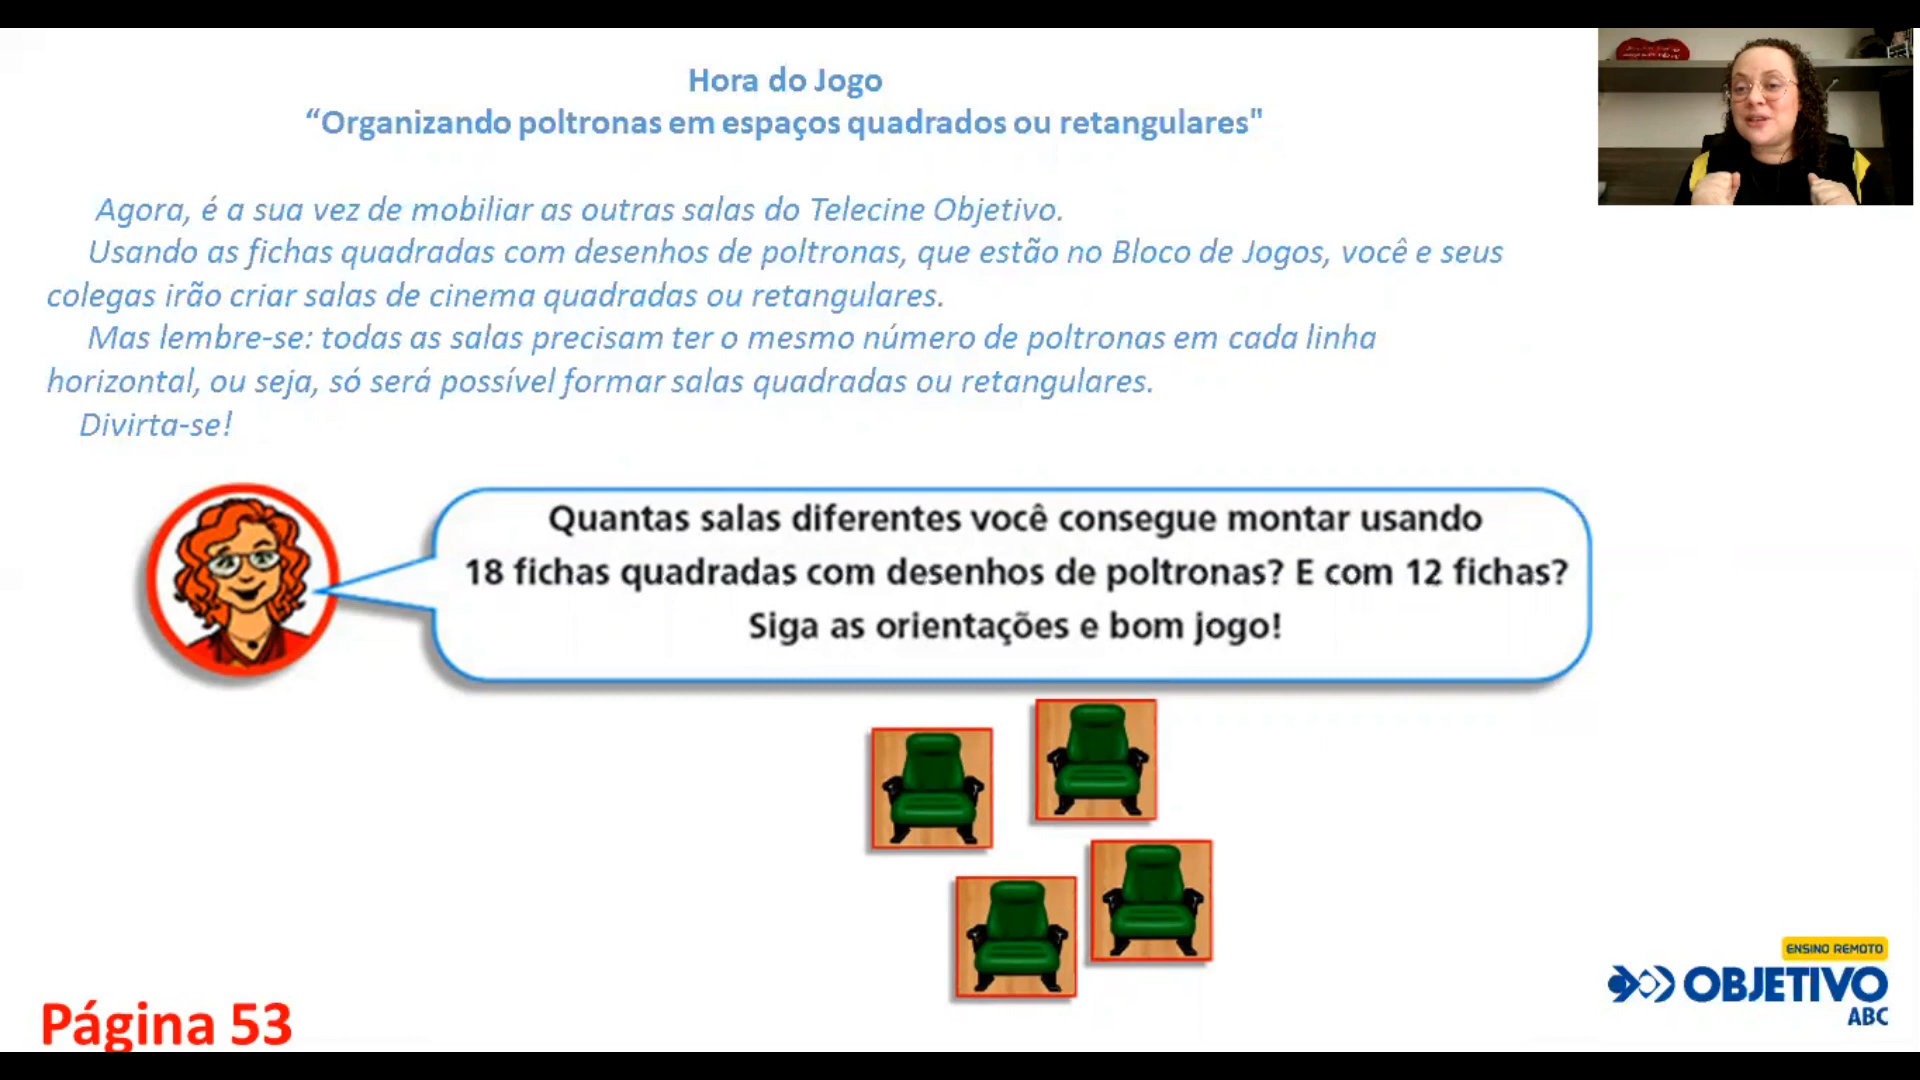 Hora do Jogo
“Organizando poltronas em espaços quadrados ou retangulares"
Agora, é a sua vez de mobiliar as outras salas do Telecine Objetivo.
Usando as fichas quadradas com desenhos de poltronas, que estão no Bloco de Jogos, você e seus
colegas irão criar salas de cinema quadradas ou retangulares.
Mas lembre-se: todas as salas precisam ter o mesmo número de poltronas em cada linha
horizontal, ou seja, só será possível formar salas quadradas ou retangulares.
Divirta-se!
Quantas salas diferentes você consegue montar usando
18 fichas quadradas com desenhos de poltronas? E com 12 fichas?
Siga as orientações e bom jogo!
Página 53
ENSINO REMOTO
OBJETIVO
ABC